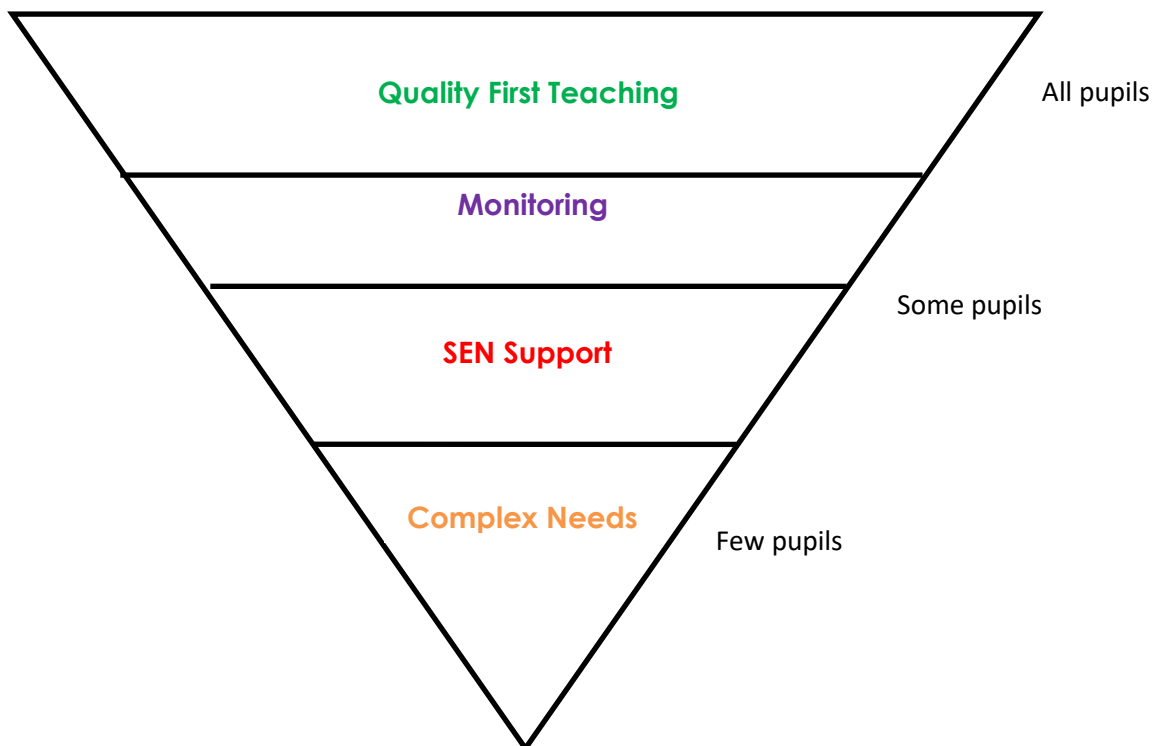 Quality First Teaching
All pupils
Monitoring
Some pupils
SEN Support
Complex Needs
Few pupils